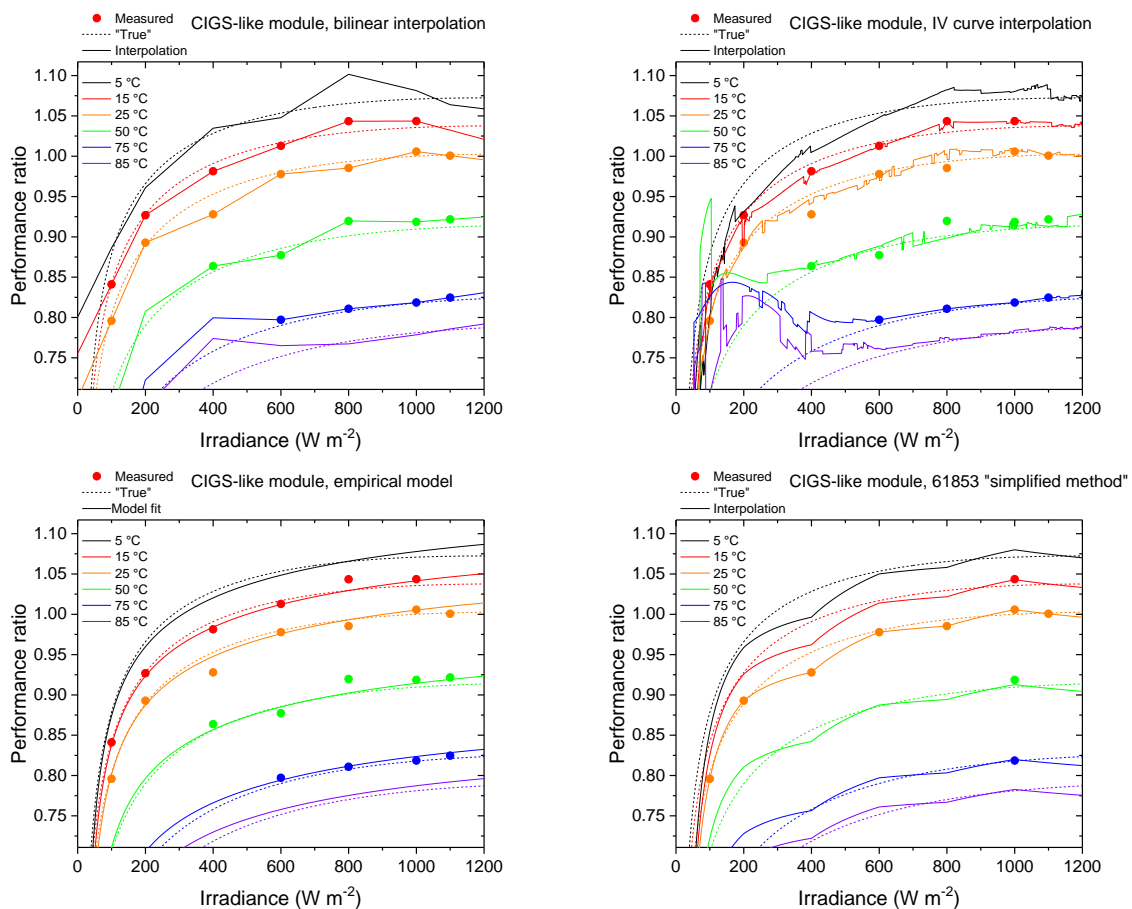 Measured
"True"
Interpolation
CIGS-like module, bilinear interpolation
5 °C
15 °C
25 °C
50 °C
75 °C
85 °C
1.10
1.05
1.00
0.95
0.90
0.85
0.80
0.75
Performance ratio
0 200 400 600 800 1000 1200
Irradiance (W m-2)
Measured
"True"
Interpolation
CIGS-like module, IV curve interpolation
5 °C
15 °C
25 °C
50 °C
75 °C
85 °C
1.10
1.05
1.00
0.95
0.90
0.85
0.80
0.75
Performance ratio
0 200 400 600 800 1000 1200
Irradiance (W m-2)
Measured
"True"
Model fit
CIGS-like module, empirical model
5 °C
15 °C
25 °C
50 °C
75 °C
85 °C
1.10
1.05
1.00
0.95
0.90
0.85
0.80
0.75
Performance ratio
0 200 400 600 800 1000 1200
Irradiance (W m-2)
Measured
"True"
Interpolation
CIGS-like module, 61853 "simplified method"
5 °C
15 °C
25 °C
50 °C
75 °C
85 °C
1.10
1.05
1.00
0.95
0.90
0.85
0.80
0.75
Performance ratio
0 200 400 600 800 1000 1200
Irradiance (W m-2)